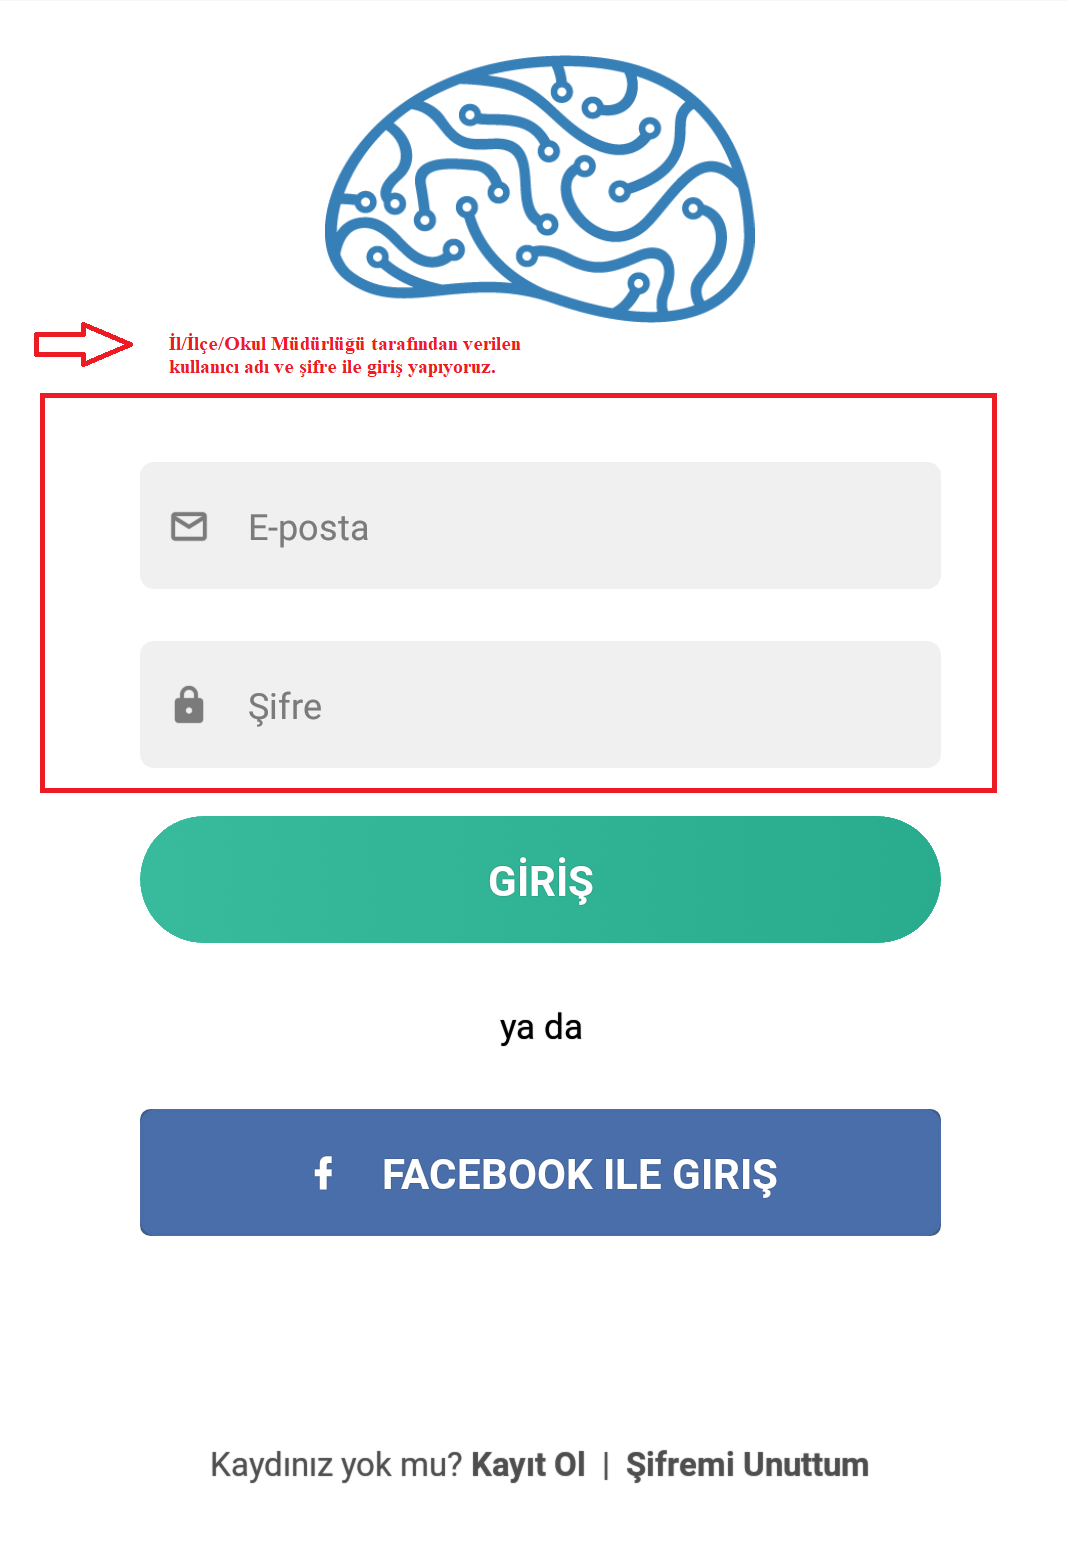 İl/İlçe/Okul Müdürlüğü tarafından verilen
kullanıcı adı ve şifre ile giriş yapıyoruz.
E-posta
Şifre
GİRİŞ
ya da
f FACEBOOK ILE GIRIŞ
Kaydınız yok mu? Kayıt Ol | Şifremi Unuttum